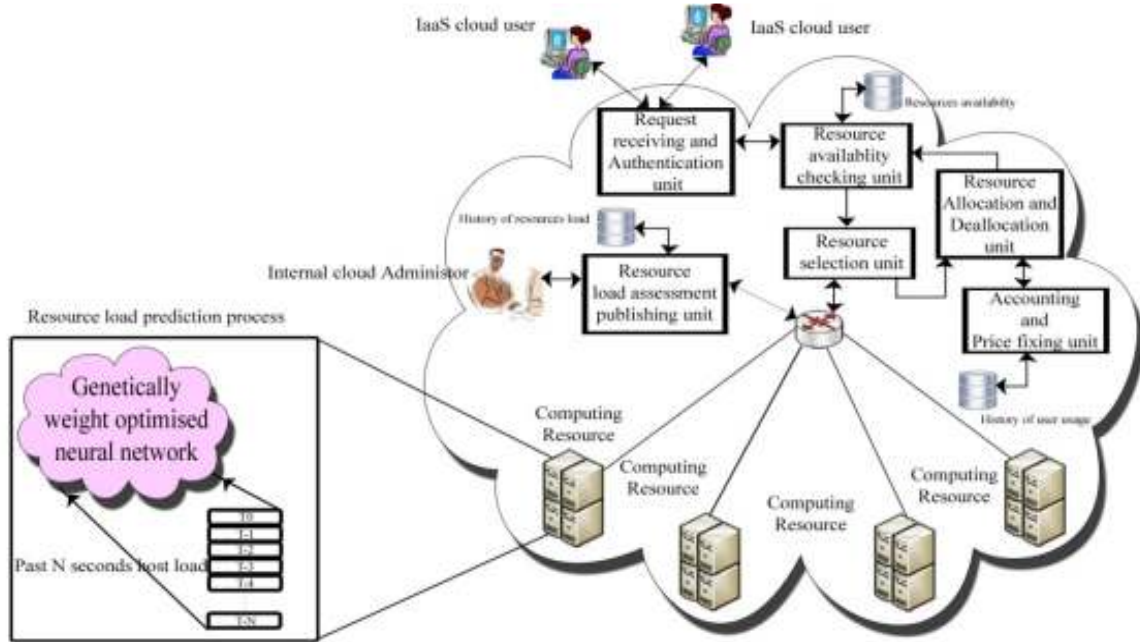 IaaS cloud user
IaaS cloud user
Resources availabilty
Request
receiving and
Authentication
unit
Resource
availablity
checking unit
Resource
Allocation and
Deallocation
unit
History of resources load
Resource
selection unit
Internal cloud Administor
Resource
load assessment
publishing unit
Accounting
and
Price fixing unit
Resource load prediction process
Genetically
weight optimised
neural network
History of user usage
Computing
Resource
Computing
Resource
Computing
Resource
Computing
Resource
Past N seconds host load
T0
T-1
T-2
T-3
T-4
T-N